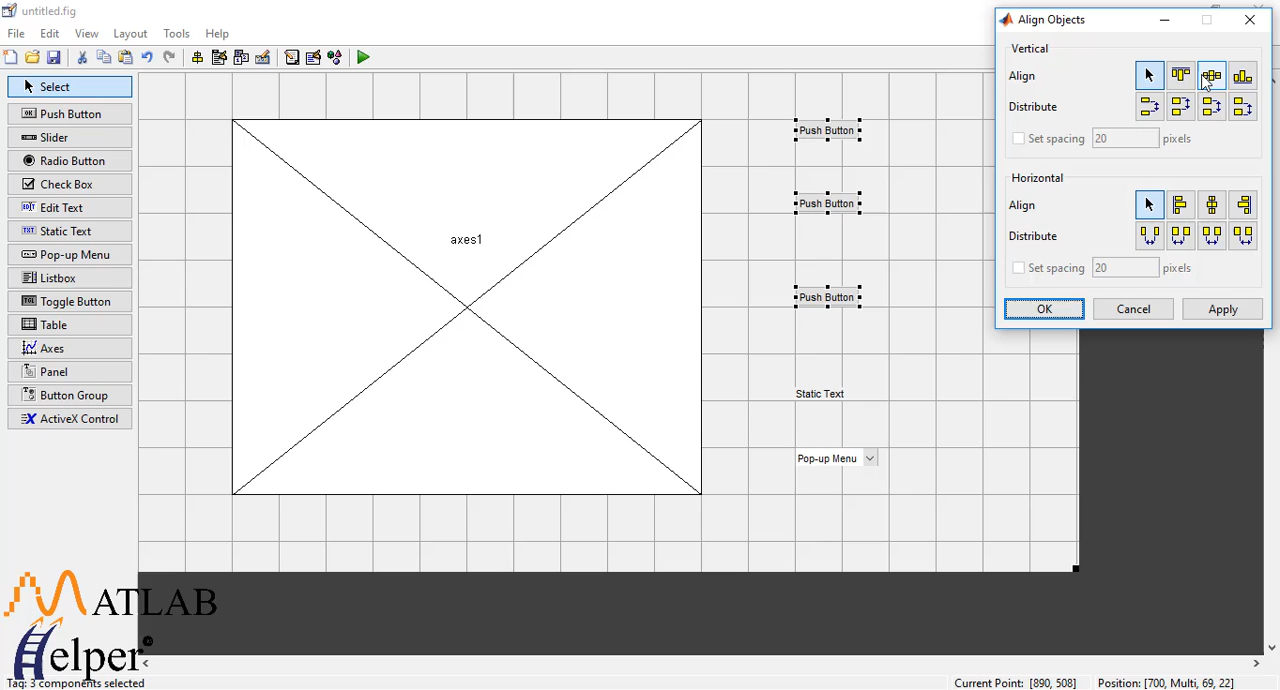 untitled.fig
File Edit View Layout Tools Help
Select
Push Button
Slider
Radio Button
Check Box
Edit Text
Static Text
Pop-up Menu
Listbox
Toggle Button
Table
Axes
Panel
Button Group
ActiveX Control
axes1
Push Button
Push Button
Push Button
Static Text
Pop-up Menu
Align Objects
Vertical
Align
Distribute
Set spacing 20 pixels
Horizontal
Align
Distribute
Set spacing 20 pixels
OK Cancel Apply
MATLAB
Helper®
Tag: 3 components selected
Current Point: [890, 508] Position: [700, Multi, 69, 22]